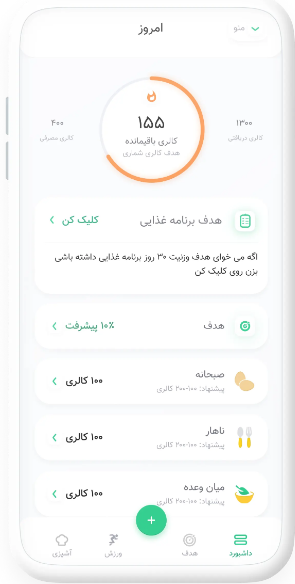 امروز
منو
۱۳۰۰
کالری دریافتی
۱۵۵
کالری باقیمانده
هدف کالری شماری
۴۰۰
کالری مصرفی
هدف برنامه غذایی
کلیک کن
اگه می خوای هدف وزنیت ۳۰ روز برنامه غذایی داشته باشی
بزن روی کلیک کن
هدف
۱۰٪ پیشرفت
صبحانه
پیشنهاد: ۱۰۰-۲۰۰ کالری
۱۰۰ کالری
ناهار
پیشنهاد: ۱۰۰-۲۰۰ کالری
۱۰۰ کالری
میان وعده
پیشنهاد: ۱۰۰-۲۰۰ کالری
۱۰۰ کالری
+
داشبورد
هدف
ورزش
آشپزی